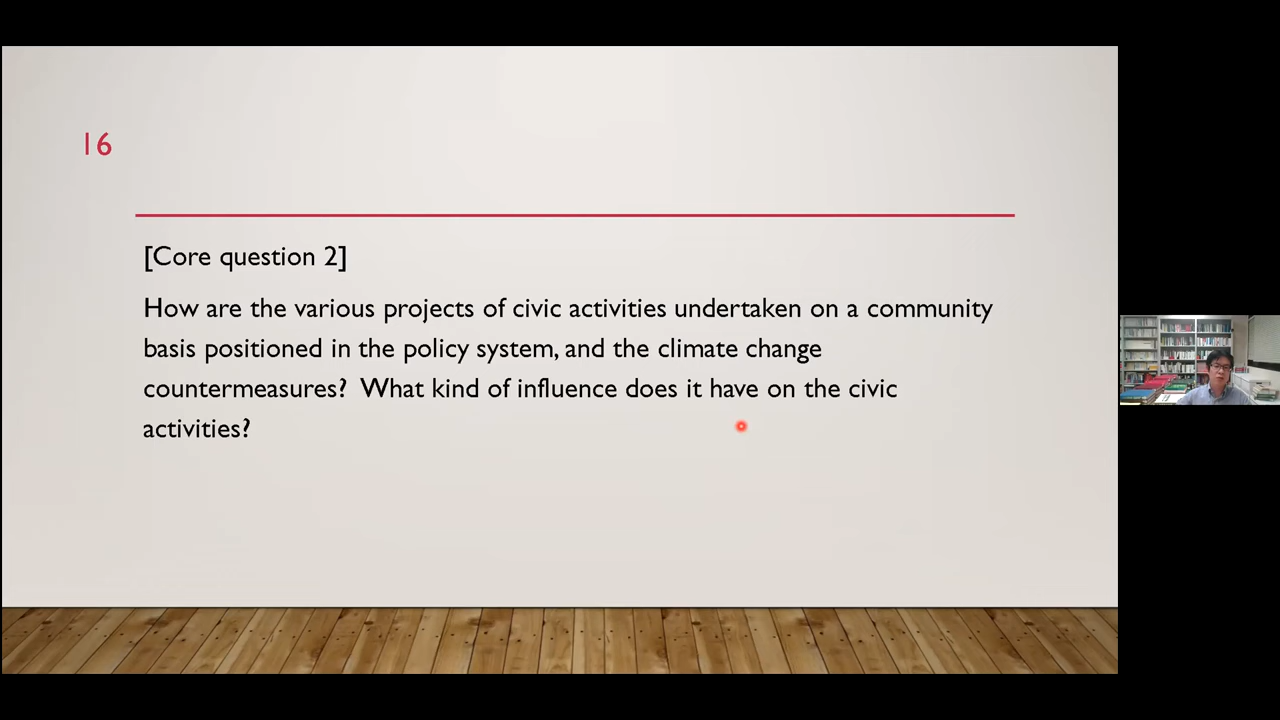 16
[Core question 2]
How are the various projects of civic activities undertaken on a community
basis positioned in the policy system, and the climate change
countermeasures?  What kind of influence does it have on the civic
activities?